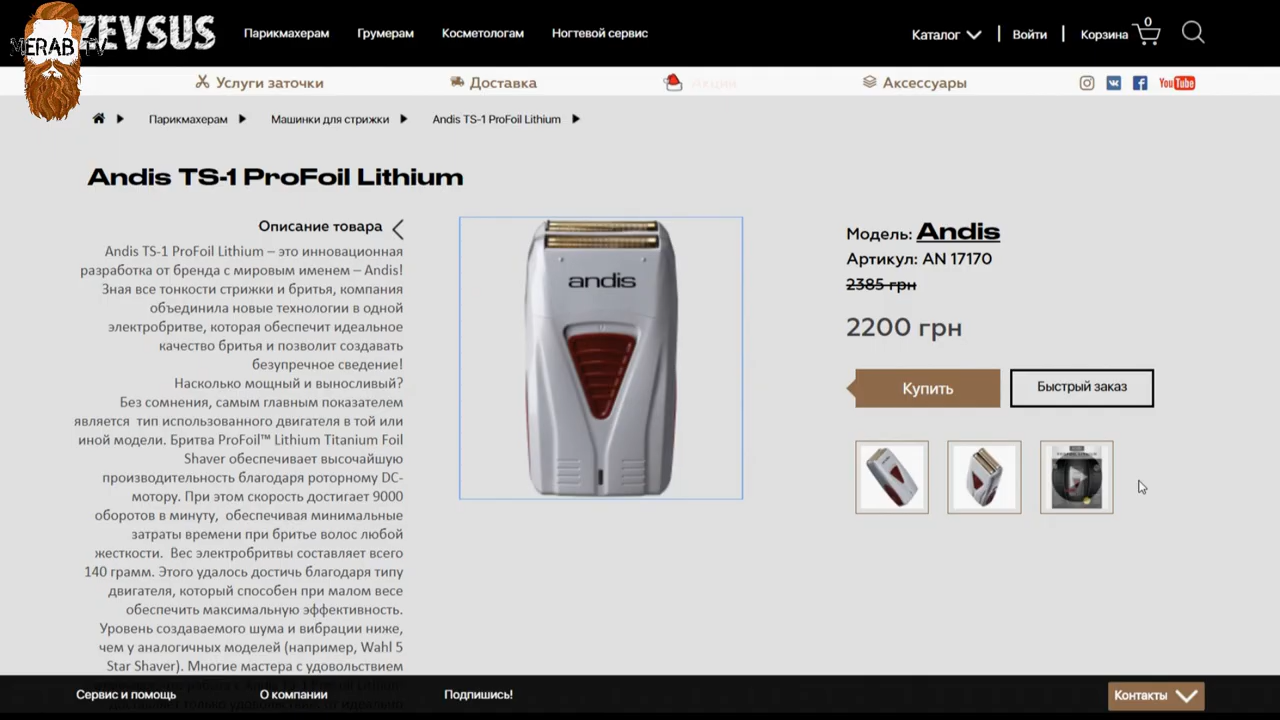 MERAB TV
ZEVSUS
Парикмахерам Грумерам Косметологам Ногтевой сервис
Каталог Войти Корзина 0
Услуги заточки Доставка Акции Аксессуары
YouTube
Парикмахерам Машинки для стрижки Andis TS-1 ProFoil Lithium
Andis TS-1 ProFoil Lithium
Описание товара
Andis TS-1 ProFoil Lithium – это инновационная
разработка от бренда с мировым именем – Andis!
Зная все тонкости стрижки и бритья, компания
объединила новые технологии в одной
электробритве, которая обеспечит идеальное
качество бритья и позволит создавать
безупречное сведение!
Насколько мощный и выносливый?
Без сомнения, самым главным показателем
является тип использованного двигателя в той или
иной модели. Бритва ProFoil™ Lithium Titanium Foil
Shaver обеспечивает высочайшую
производительность благодаря роторному DC-
мотору. При этом скорость достигает 9000
оборотов в минуту, обеспечивая минимальные
затраты времени при бритье волос любой
жесткости. Вес электробритвы составляет всего
140 грамм. Этого удалось достичь благодаря типу
двигателя, который способен при малом весе
обеспечить максимальную эффективность.
Уровень создаваемого шума и вибрации ниже,
чем у аналогичных моделей (например, Wahl 5
Star Shaver). Многие мастера с удовольствием
andis
Модель: Andis
Артикул: AN 17170
2385 грн
2200 грн
Купить
Быстрый заказ
Сервис и помощь О компании Подпишись! Контакты